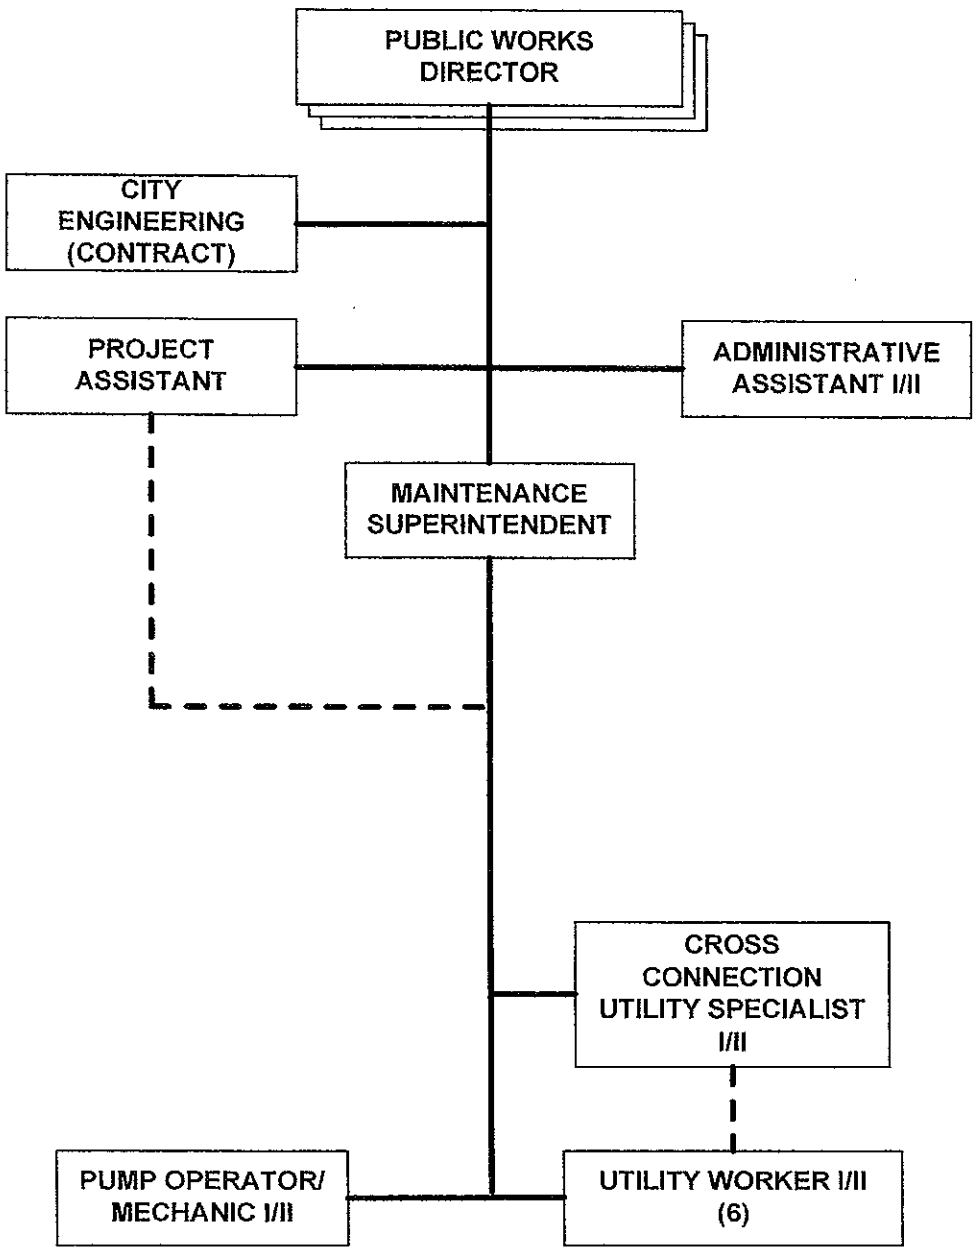 PUBLIC WORKS
DIRECTOR
CITY
ENGINEERING
(CONTRACT)
PROJECT
ASSISTANT
ADMINISTRATIVE
ASSISTANT I/II
MAINTENANCE
SUPERINTENDENT
CROSS
CONNECTION
UTILITY SPECIALIST
I/II
PUMP OPERATOR/
MECHANIC I/II
UTILITY WORKER I/II
(6)